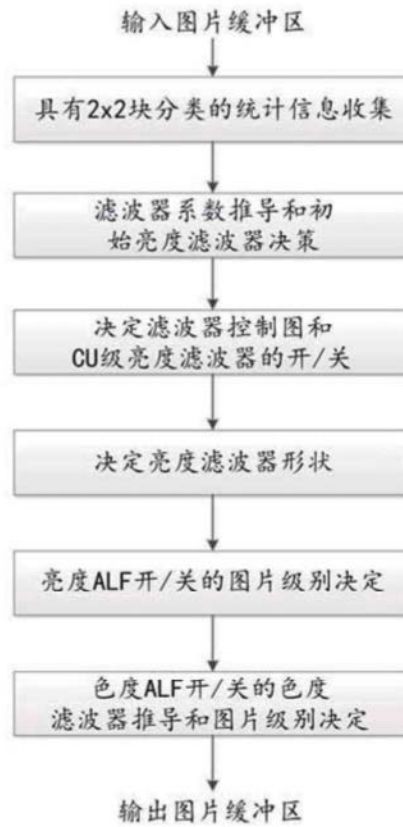 输入图片缓冲区
具有2x2块分类的统计信息收集
滤波器系数推导和初
始亮度滤波器决策
决定滤波器控制图和
CU级亮度滤波器的开/关
决定亮度滤波器形状
亮度ALF开/关的图片级别决定
色度ALF开/关的色度
滤波器推导和图片级别决定
输出图片缓冲区